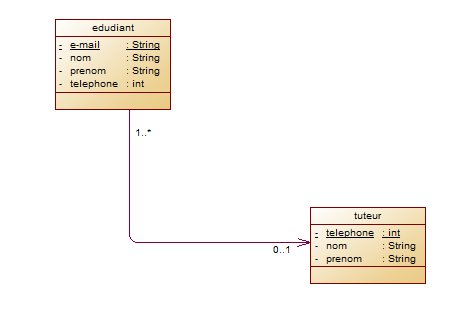 edudiant
- e-mail : String
- nom : String
- prenom : String
- telephone : int
1..*
tuteur
- telephone : int
- nom : String
- prenom : String
0..1